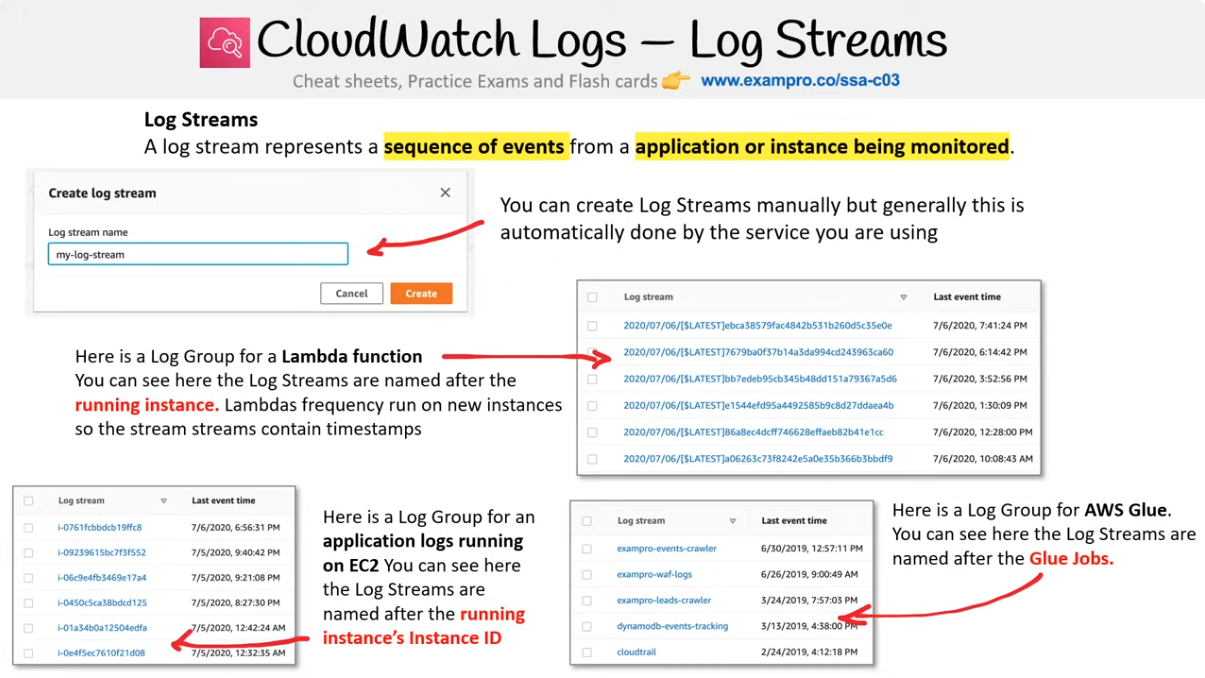 CloudWatch Logs – Log Streams
Cheat sheets, Practice Exams and Flash cards 👉 www.exampro.co/ssa-c03
Log Streams
A log stream represents a sequence of events from a application or instance being monitored.
Create log stream
Log stream name
my-log-stream
Cancel
Create
You can create Log Streams manually but generally this is
automatically done by the service you are using
Here is a Log Group for a Lambda function
You can see here the Log Streams are named after the
running instance. Lambdas frequency run on new instances
so the stream streams contain timestamps
Log stream Last event time
2020/07/06/[$LATEST]ebca38579fac4842b531b260d5c35e0e 7/6/2020, 7:41:24 PM
2020/07/06/[$LATEST]7679ba0f37b14a3da994cd243963ca60 7/6/2020, 6:14:42 PM
2020/07/06/[$LATEST]bb7edeb95cb345b48dd151a79367a5d6 7/6/2020, 3:52:56 PM
2020/07/06/[$LATEST]e1544efd95a4492585b9c8d27ddaea4b 7/6/2020, 1:30:09 PM
2020/07/06/[$LATEST]86a8ec4dcff746628effaeb82b41e1cc 7/6/2020, 12:28:00 PM
2020/07/06/[$LATEST]a06263c73f8242e5a0e35b366b3bbdf9 7/6/2020, 10:08:43 AM
Log stream Last event time
i-0761fcbbdcb19ffc8 7/6/2020, 6:56:31 PM
i-09239615bc7f3f552 7/5/2020, 9:40:42 PM
i-06c9e4fb3469e17a4 7/5/2020, 9:21:08 PM
i-0450c5ca38bdcd125 7/5/2020, 8:27:30 PM
i-01a34b0a12504edfa 7/5/2020, 12:42:24 AM
i-0e4f5ec7610f21d08 7/5/2020, 12:32:35 AM
Here is a Log Group for an
application logs running
on EC2 You can see here
the Log Streams are
named after the running
instance's Instance ID
Log stream Last event time
exampro-events-crawler 6/30/2019, 12:57:11 PM
exampro-waf-logs 6/26/2019, 9:00:49 AM
exampro-leads-crawler 3/24/2019, 7:57:03 PM
dynamodb-events-tracking 3/13/2019, 4:38:00 PM
cloudtrail 2/24/2019, 4:12:18 PM
Here is a Log Group for AWS Glue.
You can see here the Log Streams are
named after the Glue Jobs.